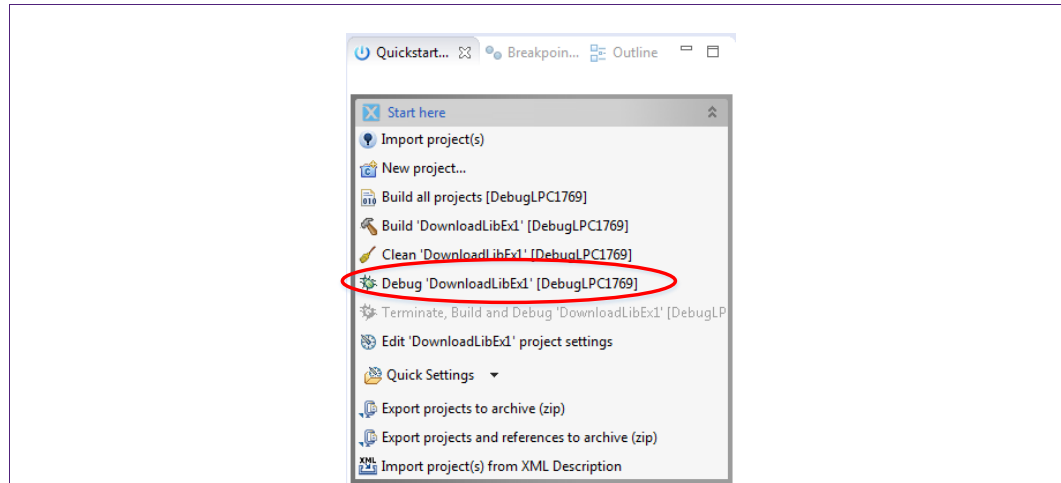 Quickstart... Breakpoin... Outline
Start here
Import project(s)
New project...
Build all projects [DebugLPC1769]
Build 'DownloadLibEx1' [DebugLPC1769]
Clean 'DownloadLibEx1' [DebugLPC1769]
Debug 'DownloadLibEx1' [DebugLPC1769]
Terminate, Build and Debug 'DownloadLibEx1' [DebugLP
Edit 'DownloadLibEx1' project settings
Quick Settings
Export projects to archive (zip)
Export projects and references to archive (zip)
Import project(s) from XML Description